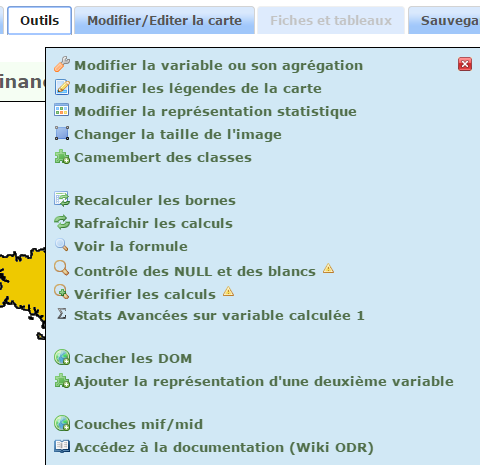 Outils
Modifier/Editer la carte
Fiches et tableaux
Modifier la variable ou son agrégation
Modifier les légendes de la carte
Modifier la représentation statistique
Changer la taille de l'image
Camembert des classes
Recalculer les bornes
Rafraîchir les calculs
Voir la formule
Contrôle des NULL et des blancs
Vérifier les calculs
Σ Stats Avancées sur variable calculée 1
Cacher les DOM
Ajouter la représentation d'une deuxième variable
Couches mif/mid
Accédez à la documentation (Wiki ODR)